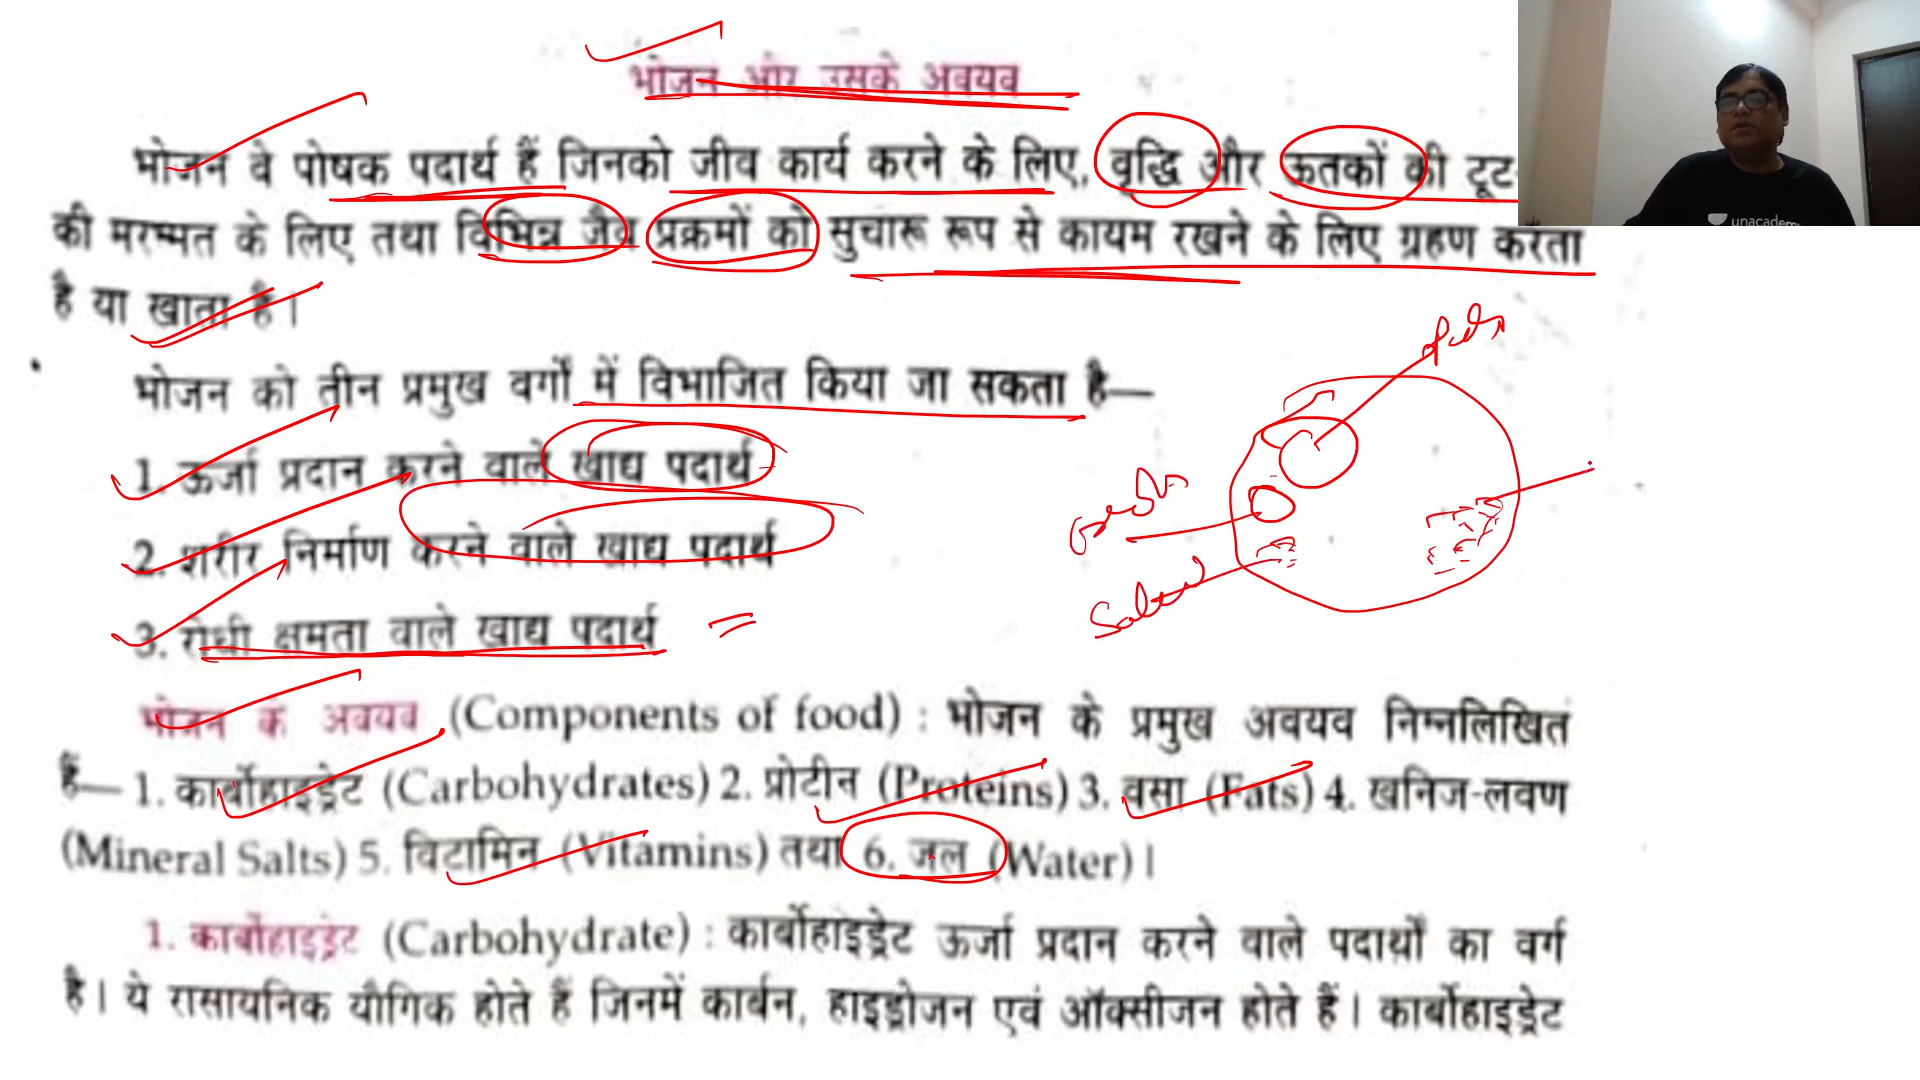 भोजन और उसके अवयव
भोजन वे पोषक पदार्थ हैं जिनको जीव कार्य करने के लिए, वृद्धि और ऊतकों की टूट-
की मरम्मत के लिए तथा विभिन्न जैव प्रक्रमों को सुचारू रूप से कायम रखने के लिए ग्रहण करता
है या खाता है।
भोजन को तीन प्रमुख वर्गों में विभाजित किया जा सकता है—
1. ऊर्जा प्रदान करने वाले खाद्य पदार्थ
2. शरीर निर्माण करने वाले खाद्य पदार्थ
3. रोधी क्षमता वाले खाद्य पदार्थ
भोजन के अवयव (Components of food) : भोजन के प्रमुख अवयव निम्नलिखित
हैं— 1. कार्बोहाइड्रेट (Carbohydrates) 2. प्रोटीन (Proteins) 3. वसा (Fats) 4. खनिज-लवण
(Mineral Salts) 5. विटामिन (Vitamins) तथा 6. जल (Water)।
1. कार्बोहाइड्रेट (Carbohydrate) : कार्बोहाइड्रेट ऊर्जा प्रदान करने वाले पदार्थों का वर्ग
है। ये रासायनिक यौगिक होते हैं जिनमें कार्बन, हाइड्रोजन एवं ऑक्सीजन होते हैं। कार्बोहाइड्रेट
unacademy